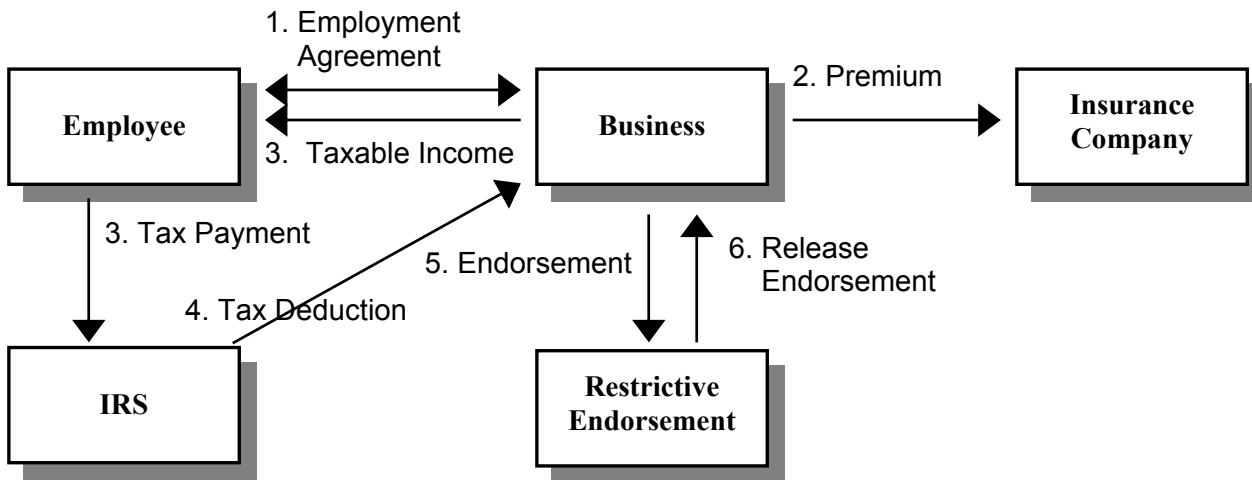 1. Employment
Agreement
Employee
Business
2. Premium
Insurance
Company
3. Taxable Income
3. Tax Payment
4. Tax Deduction
5. Endorsement
6. Release
Endorsement
IRS
Restrictive
Endorsement